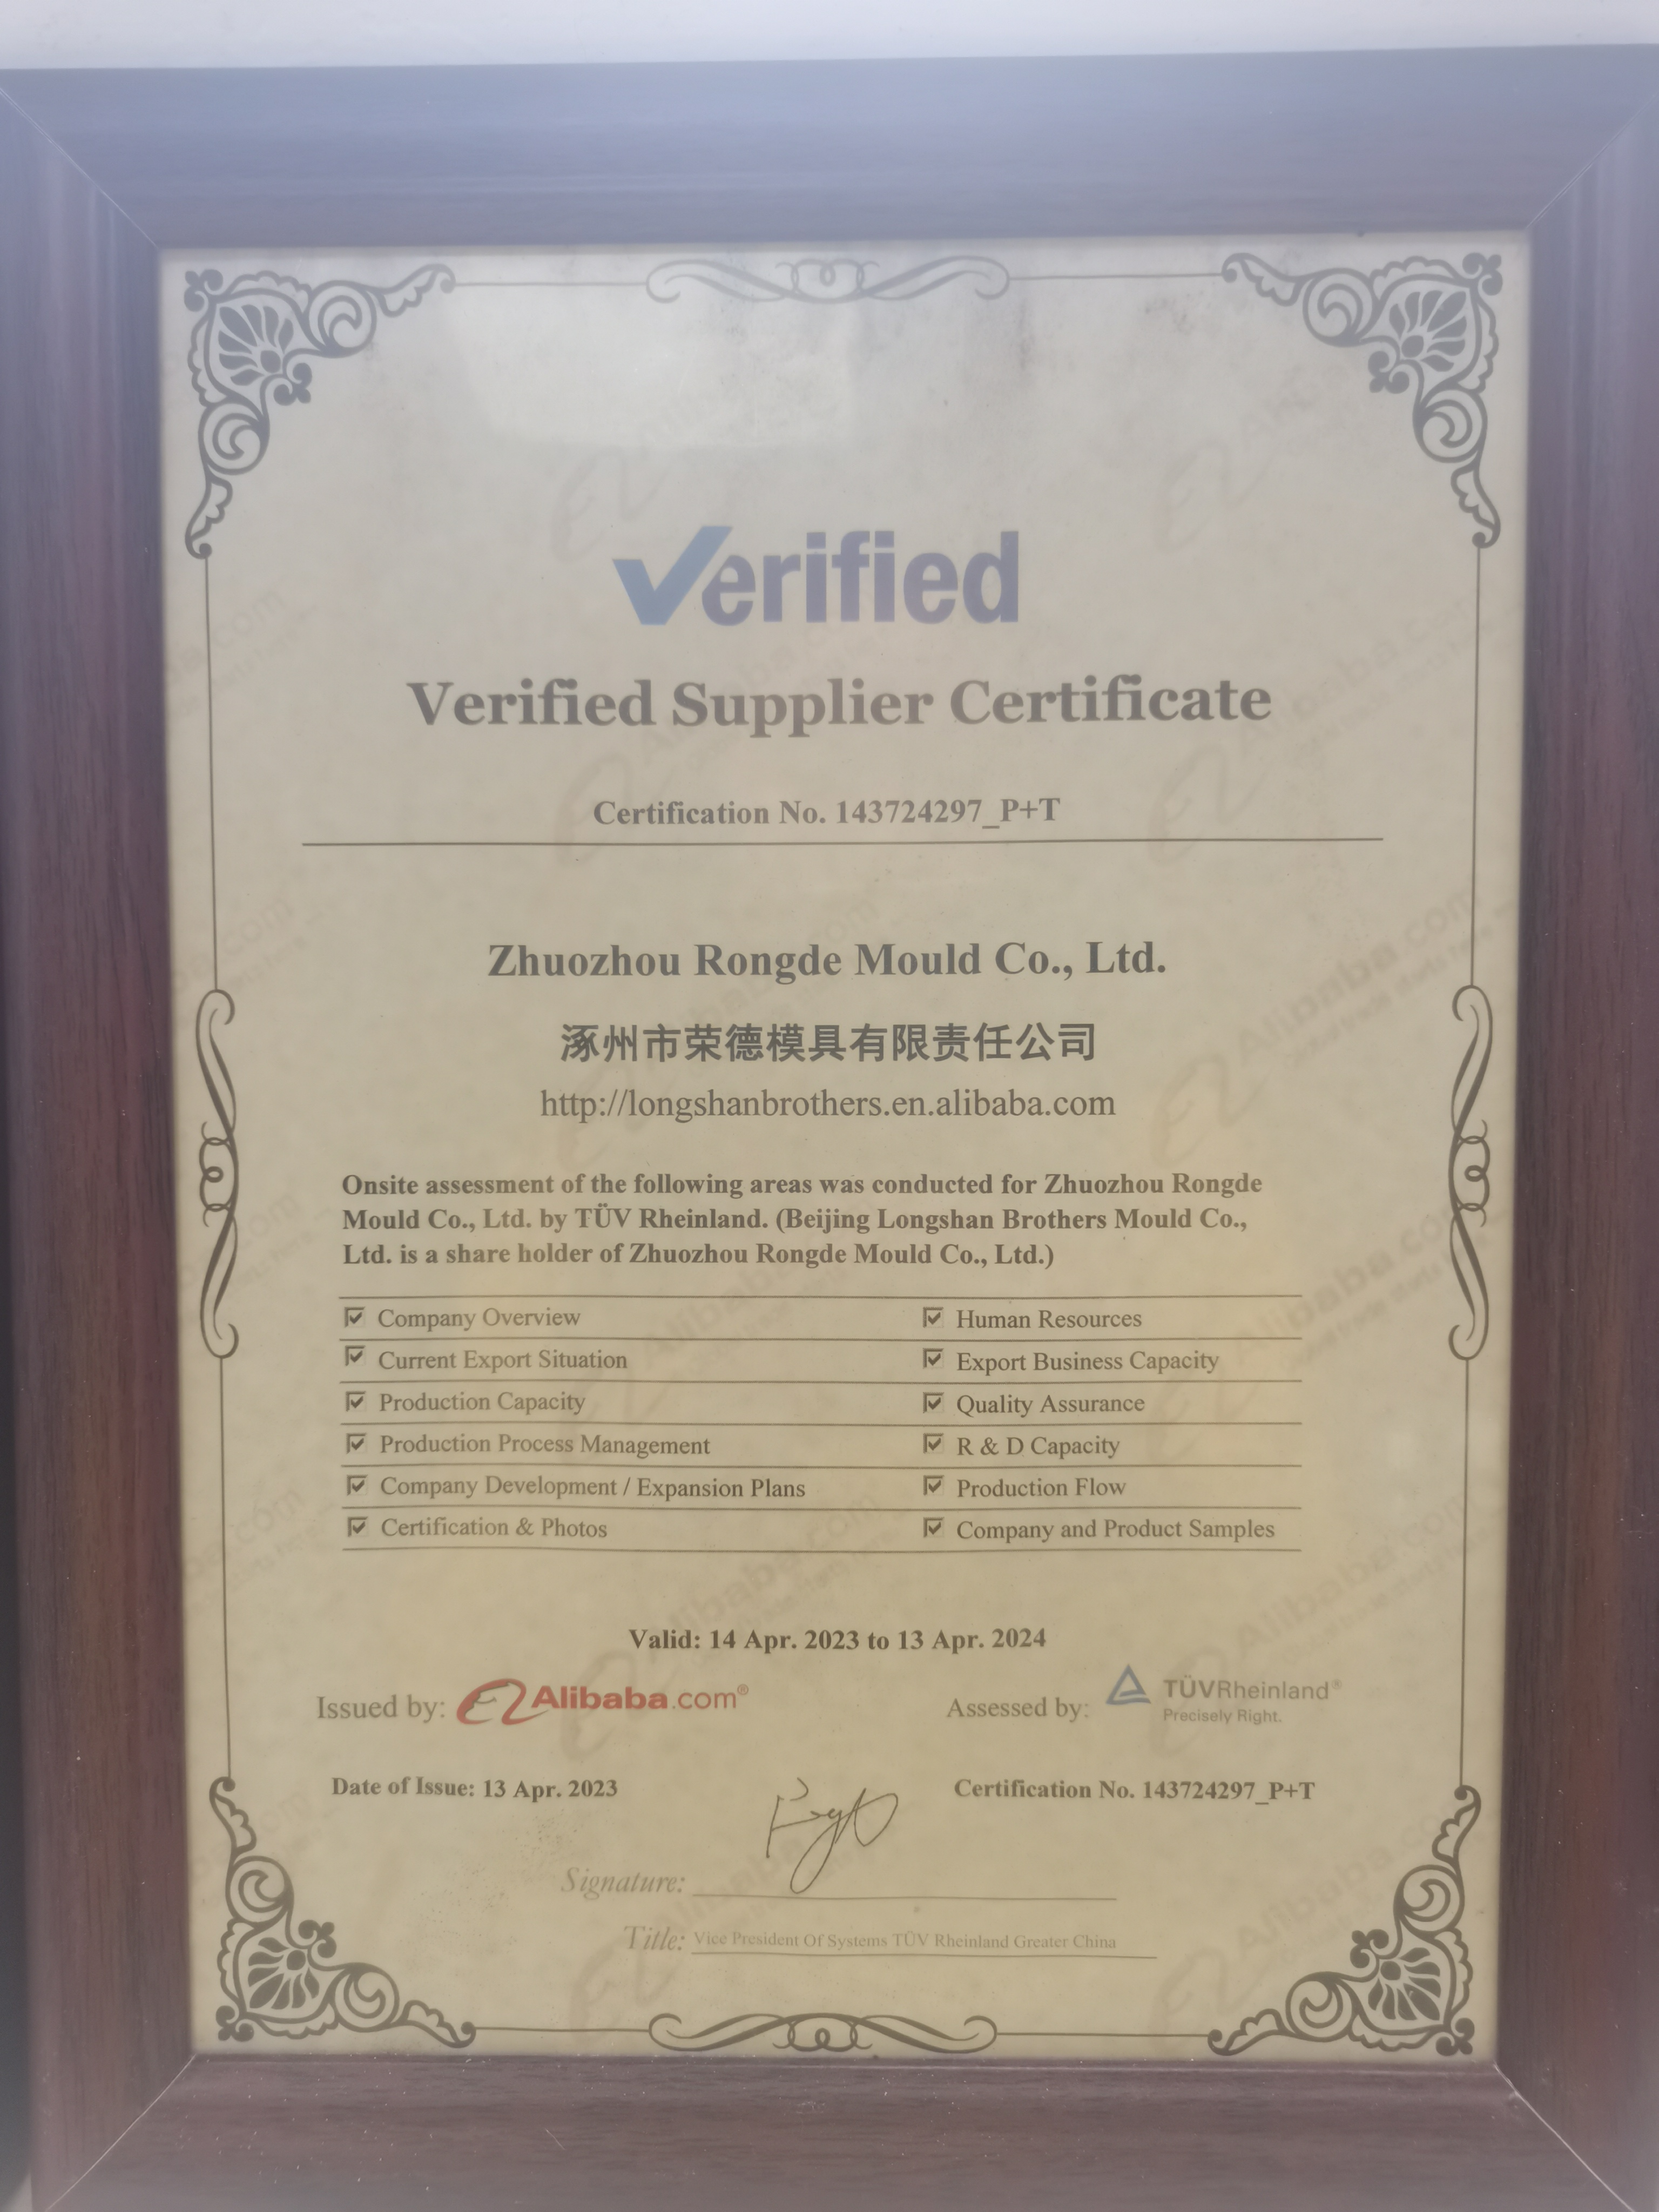 Verified
Verified Supplier Certificate
Certification No. 143724297_P+T
Zhuozhou Rongde Mould Co., Ltd.
涿州市荣德模具有限责任公司
http://longshanbrothers.en.alibaba.com
Onsite assessment of the following areas was conducted for Zhuozhou Rongde
Mould Co., Ltd. by TÜV Rheinland. (Beijing Longshan Brothers Mould Co.,
Ltd. is a share holder of Zhuozhou Rongde Mould Co., Ltd.)
Company Overview
Human Resources
Current Export Situation
Export Business Capacity
Production Capacity
Quality Assurance
Production Process Management
R & D Capacity
Company Development / Expansion Plans
Production Flow
Certification & Photos
Company and Product Samples
Valid: 14 Apr. 2023 to 13 Apr. 2024
Issued by: Alibaba.com®
Assessed by: TÜVRheinland®
Precisely Right.
Date of Issue: 13 Apr. 2023
Certification No. 143724297_P+T
Signature:
Title: Vice President Of Systems TÜV Rheinland Greater China